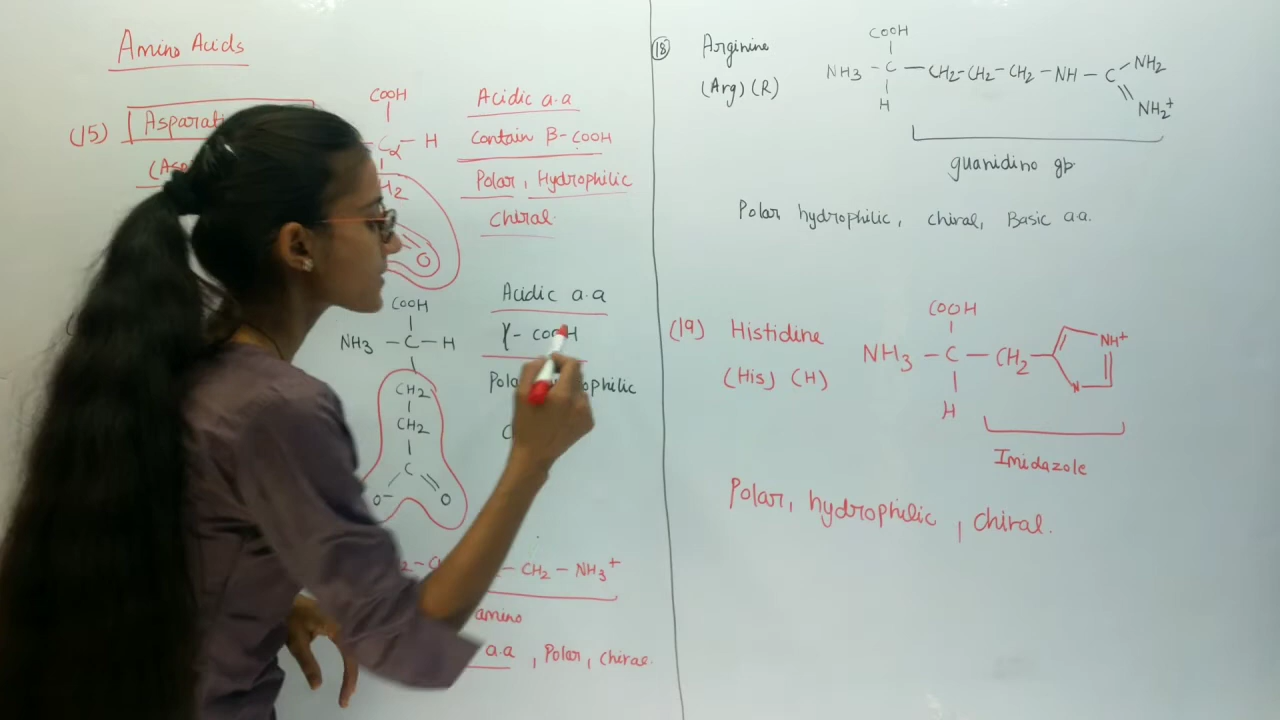 Amino Acids
(15)
COOH
Cα – H
H2
O
Acidic a.a
Contain β-COOH
Polar, Hydrophilic
Chiral
COOH
NH3 – C – H
CH2
CH2
C
O- O
Acidic a.a
γ- COOH
– CH2 – NH3+
amino
a.a , Polar, chiral.
(18) Arginine
(Arg) (R)
COOH
NH3 – C – CH2-CH2-CH2-NH-C
NH2
NH2+
H
guanidino gp
Polar hydrophilic, chiral, Basic a.a.
(19) Histidine
(His) (H)
COOH
NH3 – C – CH2
NH+
N
H
Imidazole
Polar, hydrophilic , chiral.